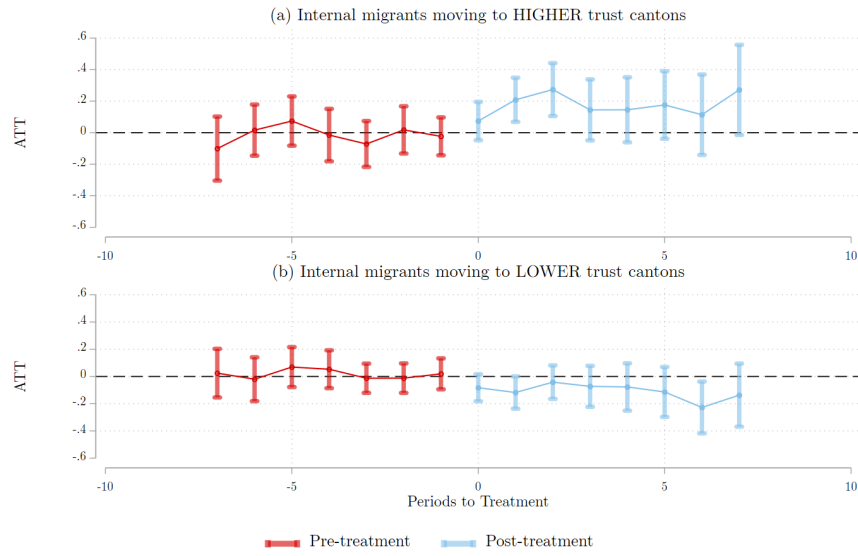 (a) Internal migrants moving to HIGHER trust cantons
.6
.4
.2
0
-.2
-.4
-.6
ATT
-10 -5 0 5 10
(b) Internal migrants moving to LOWER trust cantons
.6
.4
.2
0
-.2
-.4
-.6
ATT
-10 -5 0 5 10
Periods to Treatment
Pre-treatment Post-treatment